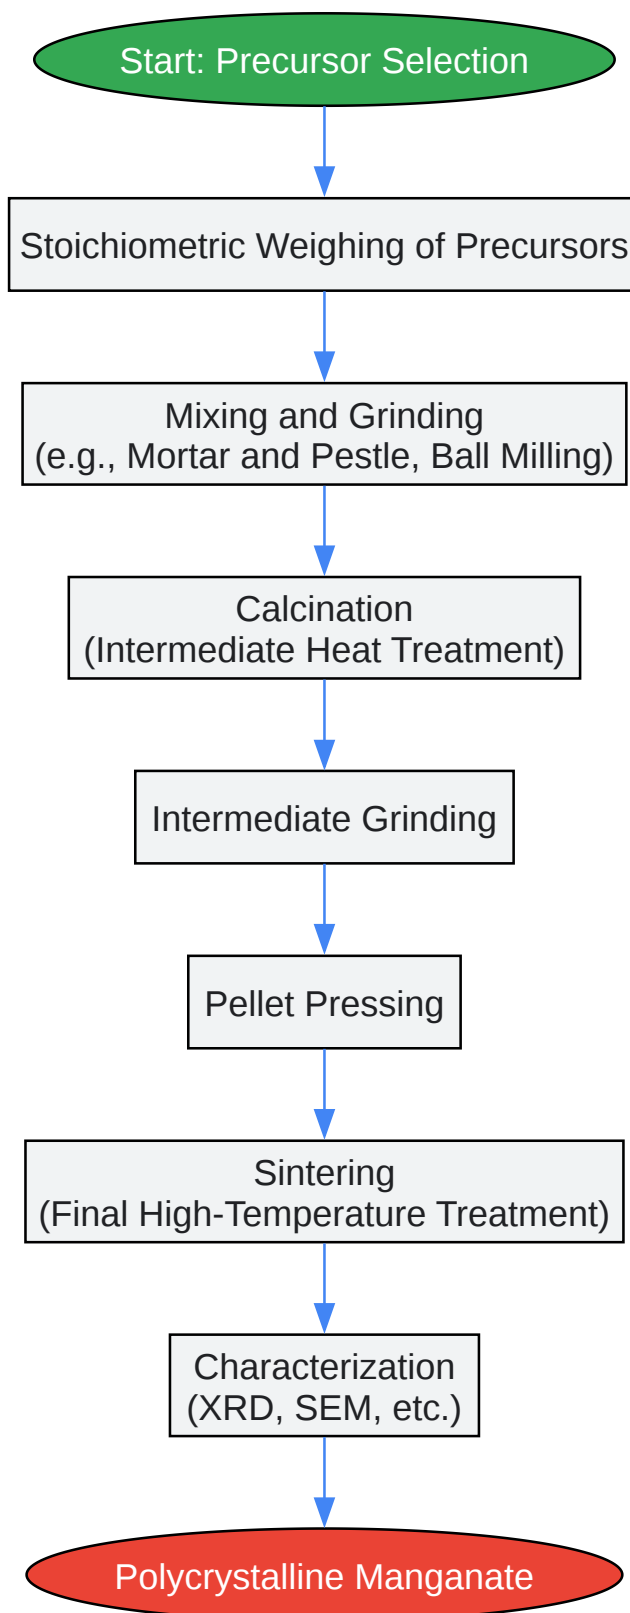 Start: Precursor Selection
Stoichiometric Weighing of Precursors
Mixing and Grinding
(e.g., Mortar and Pestle, Ball Milling)
Calcination
(Intermediate Heat Treatment)
Intermediate Grinding
Pellet Pressing
Sintering
(Final High-Temperature Treatment)
Characterization
(XRD, SEM, etc.)
Polycrystalline Manganate